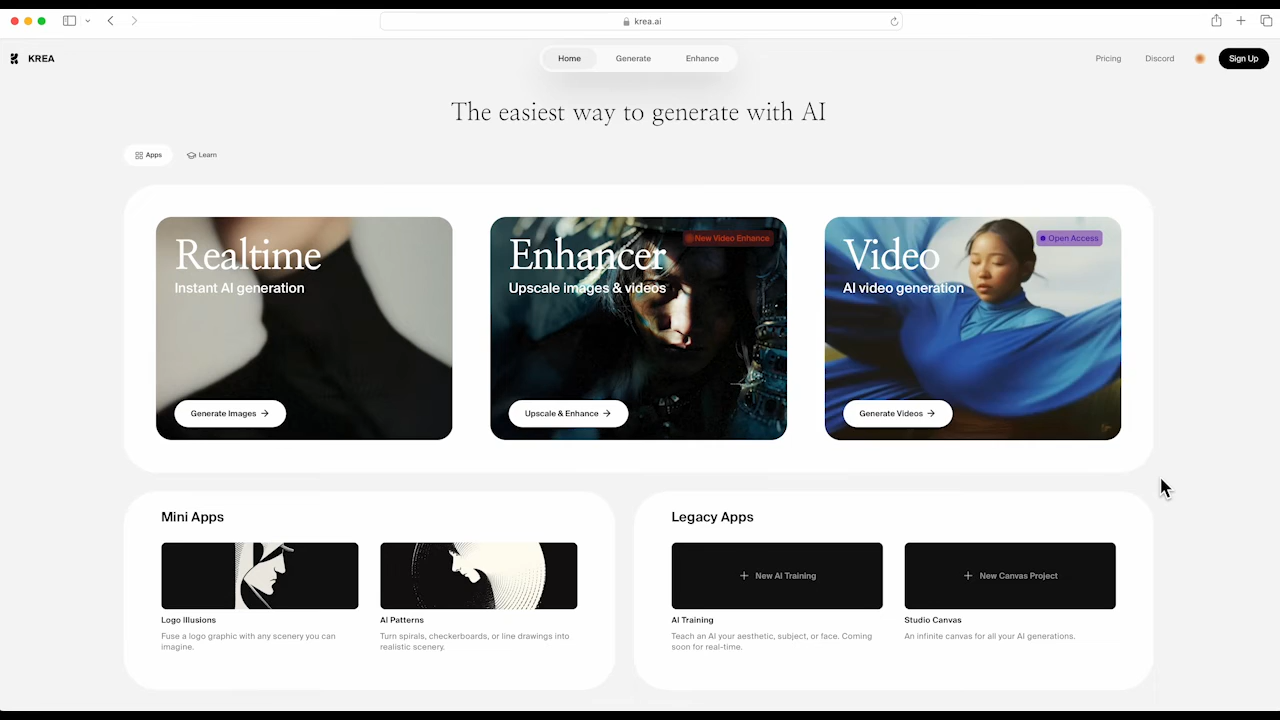 krea.ai
KREA
Home
Generate
Enhance
Pricing
Discord
Sign Up
The easiest way to generate with AI
Apps
Learn
Realtime
Instant AI generation
Generate Images
Enhancer
New Video Enhance
Upscale images & videos
Upscale & Enhance
Video
Open Access
AI video generation
Generate Videos
Mini Apps
Logo Illusions
Fuse a logo graphic with any scenery you can
imagine.
AI Patterns
Turn spirals, checkerboards, or line drawings into
realistic scenery.
Legacy Apps
New AI Training
AI Training
Teach an AI your aesthetic, subject, or face. Coming
soon for real-time.
New Canvas Project
Studio Canvas
An infinite canvas for all your AI generations.